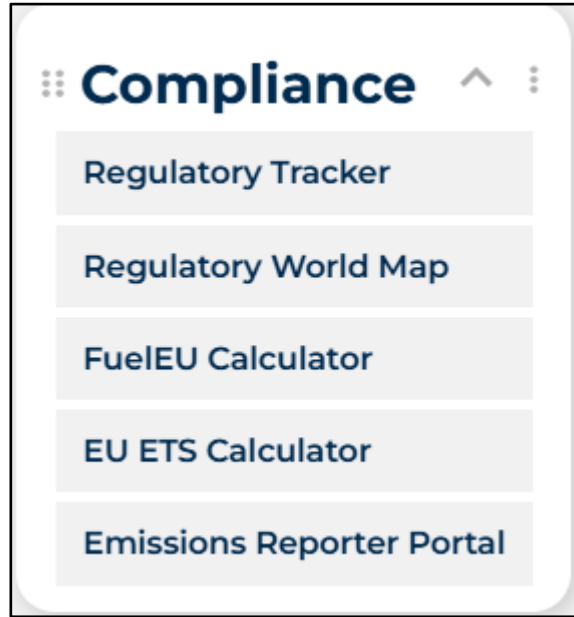 Compliance
Regulatory Tracker
Regulatory World Map
FuelEU Calculator
EU ETS Calculator
Emissions Reporter Portal